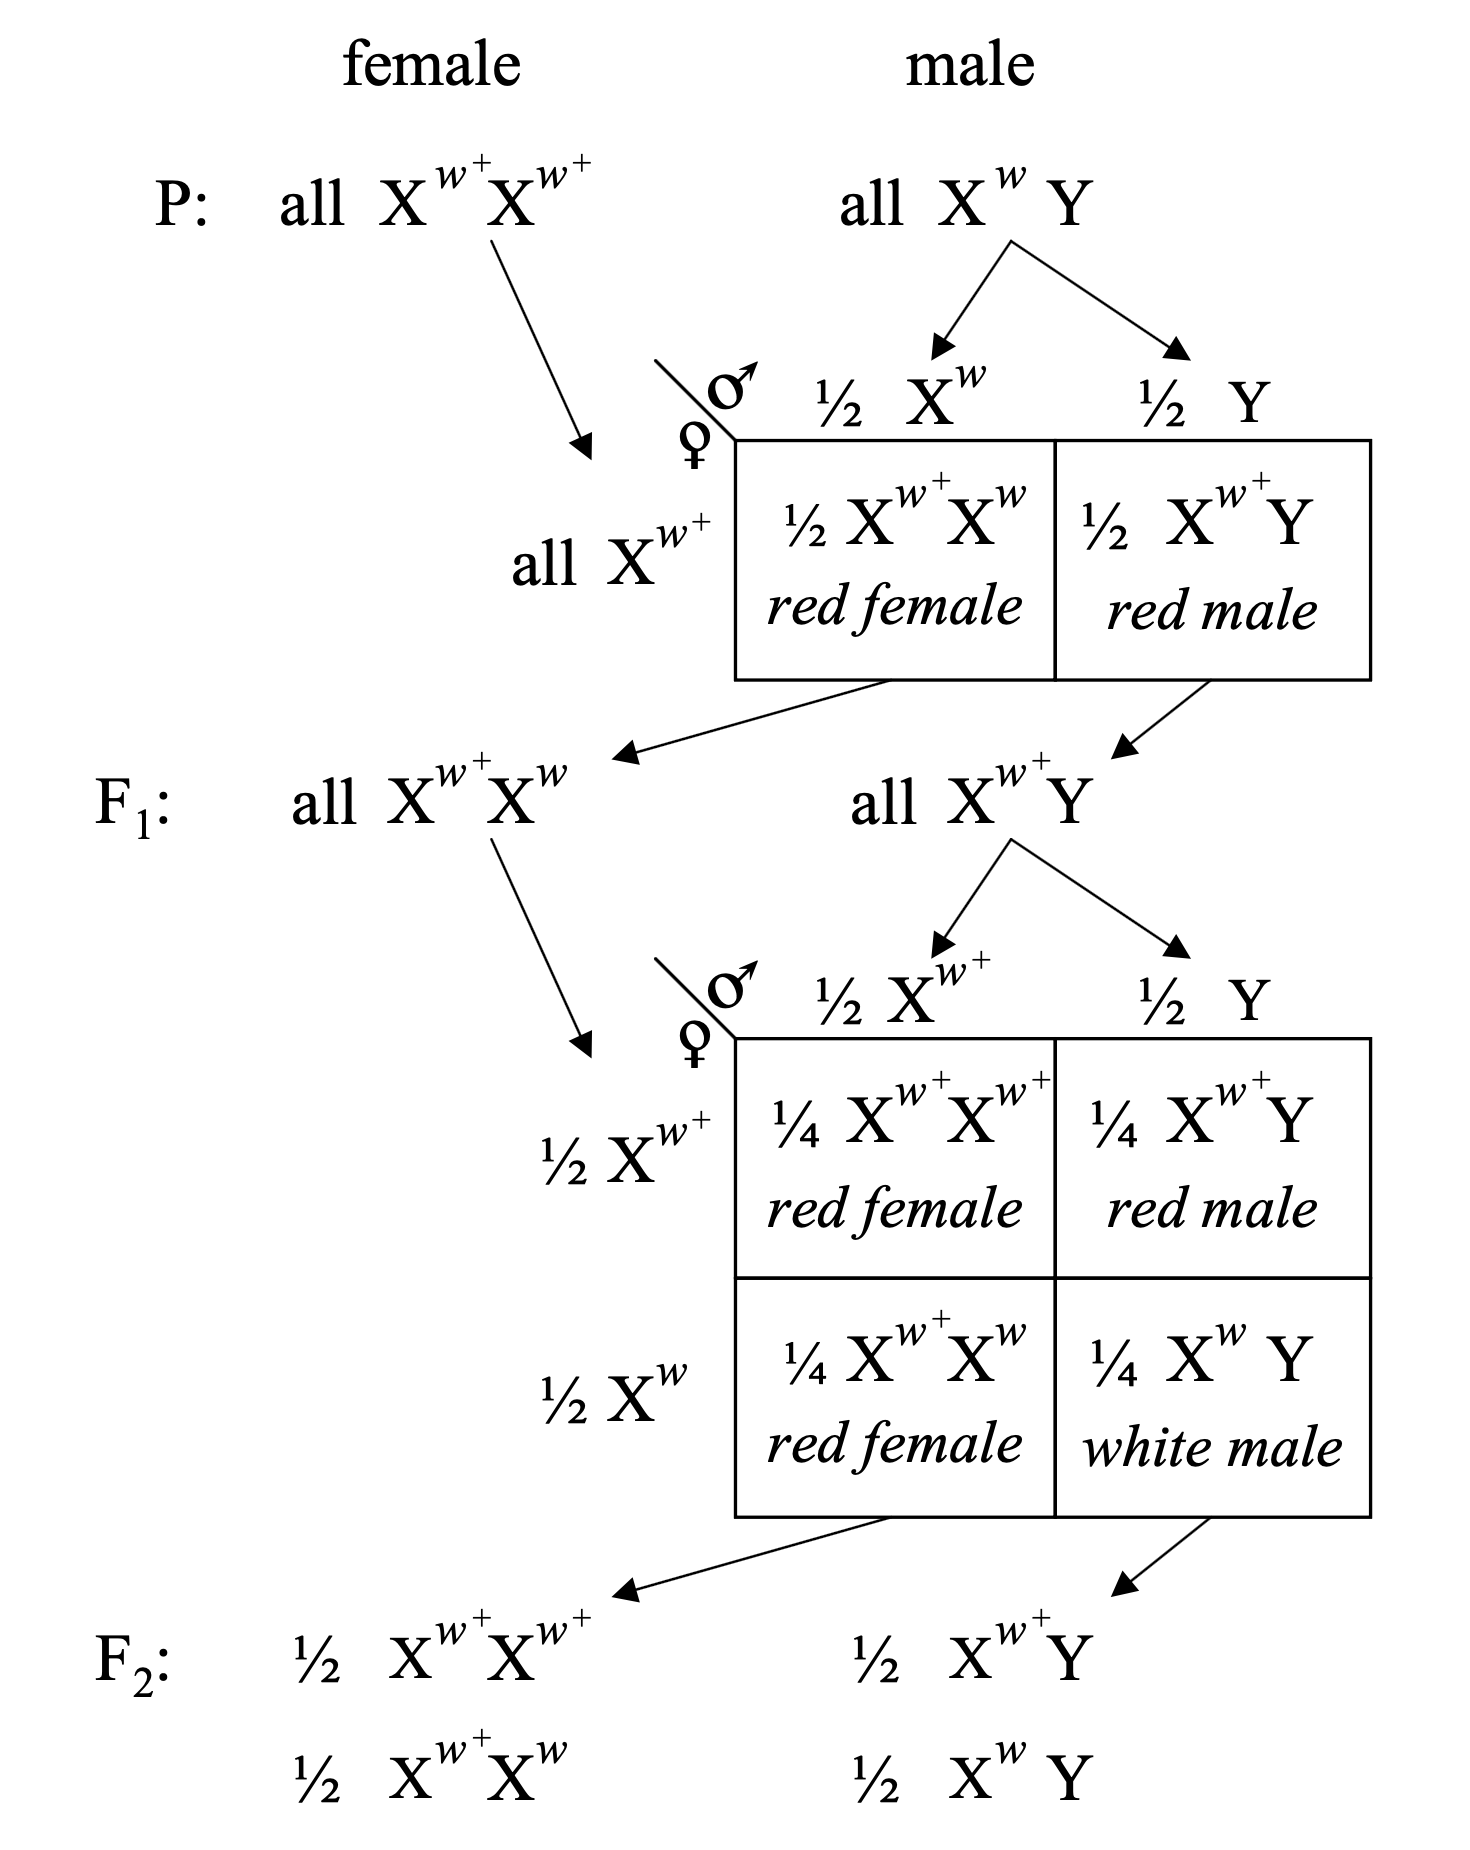 female male
P: all X^w+ X^w+ all X^w Y
♂ ½ X^w ½ Y
♀
½ X^w+ X^w ½ X^w+ Y
all X^w+
red female red male
F₁: all X^w+ X^w all X^w+ Y
♂ ½ X^w+ ½ Y
♀
½ X^w+ ¼ X^w+ X^w+ ¼ X^w+ Y
red female red male
½ X^w ¼ X^w+ X^w ¼ X^w Y
red female white male
F₂: ½ X^w+ X^w+ ½ X^w+ Y
½ X^w+ X^w ½ X^w Y